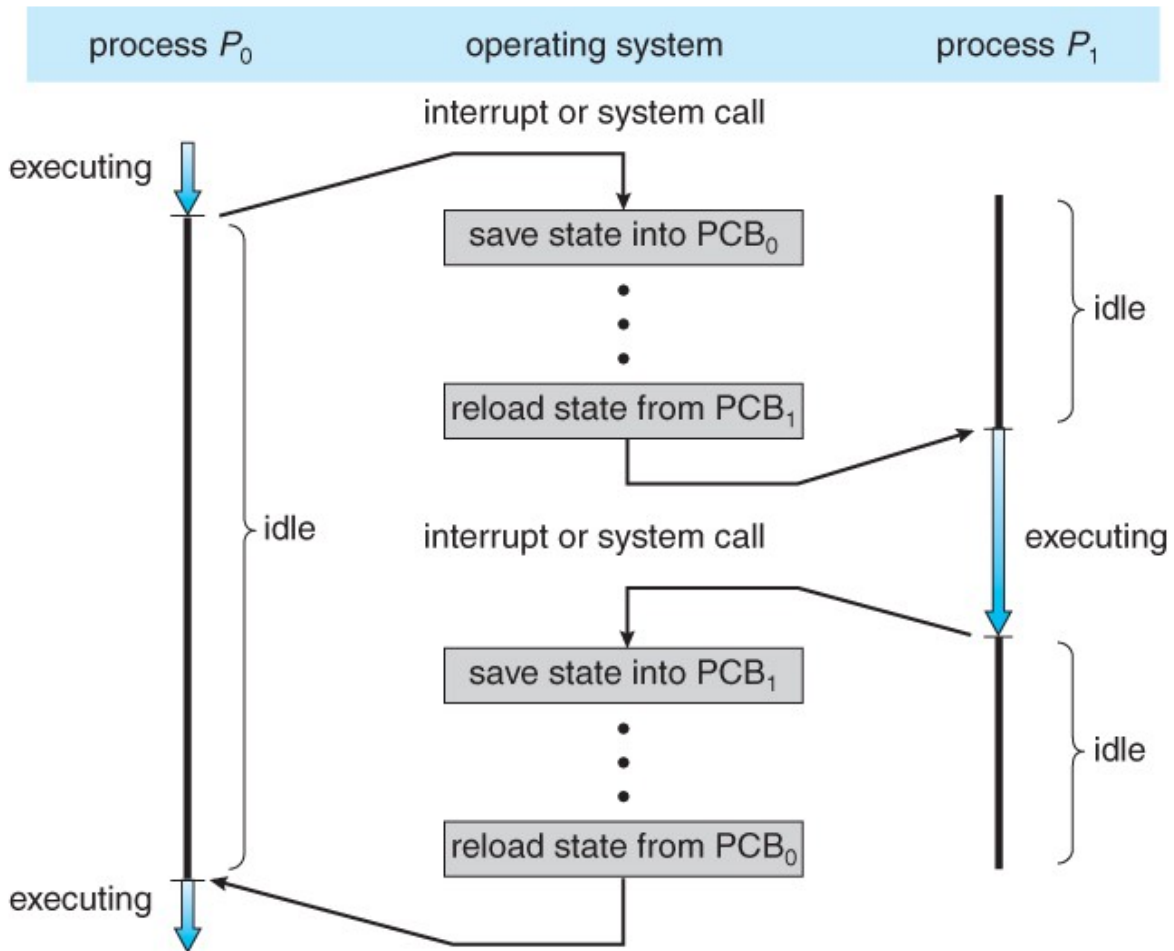 process P₀ operating system process P₁
interrupt or system call
executing
save state into PCB₀
idle
reload state from PCB₁
idle
interrupt or system call
executing
save state into PCB₁
idle
reload state from PCB₀
executing